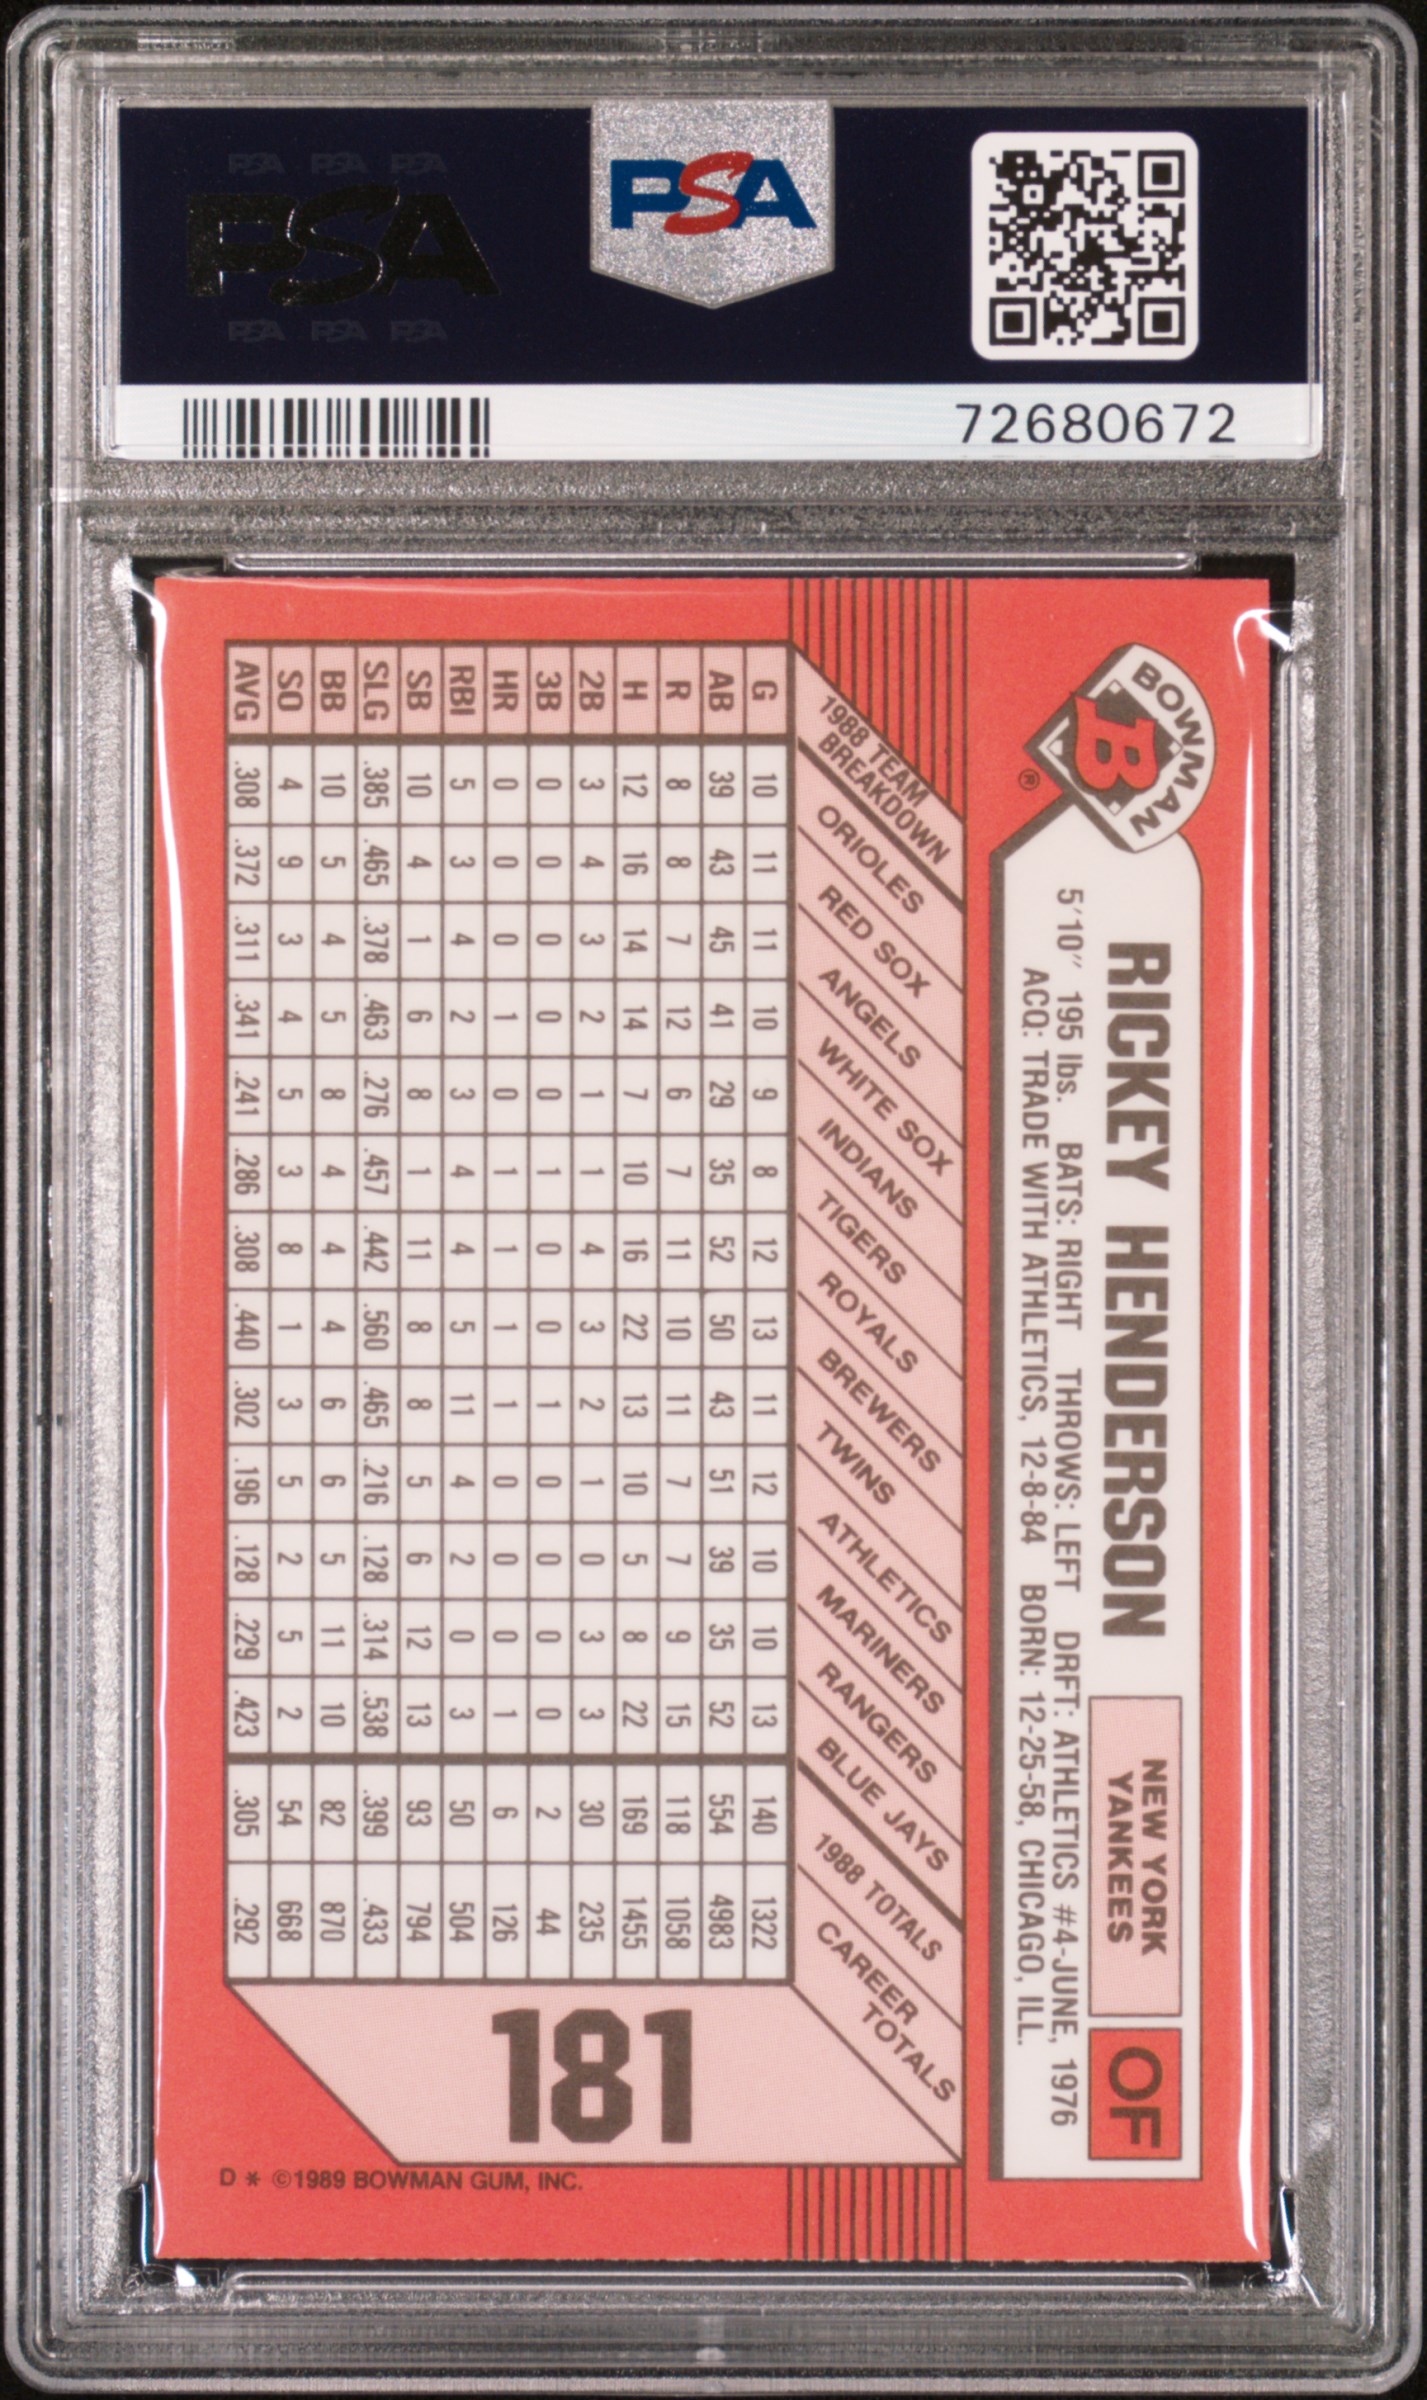 PSA PSA PSA
PSA
PSA PSA PSA
PSA
72680672
BOWMAN
B
®
RICKEY HENDERSON
NEW YORK
YANKEES
OF
5'10" 195 lbs. BATS: RIGHT THROWS: LEFT DRFT: ATHLETICS #4-JUNE, 1976
ACQ: TRADE WITH ATHLETICS, 12-8-84 BORN: 12-25-58, CHICAGO, ILL.
1988 TEAM
BREAKDOWN
ORIOLES
RED SOX
ANGELS
WHITE SOX
INDIANS
TIGERS
ROYALS
BREWERS
TWINS
ATHLETICS
MARINERS
RANGERS
BLUE JAYS
1988 TOTALS
CAREER
TOTALS
G 10 11 11 10 9 8 12 13 11 12 10 10 13 140 1322
AB 39 43 45 41 29 35 52 50 43 51 39 35 52 554 4983
R 8 8 7 12 6 7 11 10 11 7 7 9 15 118 1058
H 12 16 14 14 7 10 16 22 13 10 5 8 22 169 1455
2B 3 4 3 2 1 1 4 3 2 1 0 3 3 30 235
3B 0 0 0 0 0 1 0 0 1 0 0 0 0 2 44
HR 0 0 0 1 0 1 1 1 1 0 0 0 1 6 126
RBI 5 3 4 2 3 4 4 5 11 4 2 0 3 50 504
SB 10 4 1 6 8 1 11 8 8 5 6 12 13 93 794
SLG .385 .465 .378 .463 .276 .457 .442 .560 .465 .216 .128 .314 .538 .399 .433
BB 10 5 4 5 8 4 4 4 6 6 5 11 10 82 870
SO 4 9 3 4 5 3 8 1 3 5 2 5 2 54 668
AVG .308 .372 .311 .341 .241 .286 .308 .440 .302 .196 .128 .229 .423 .305 .292
181
D * ©1989 BOWMAN GUM, INC.